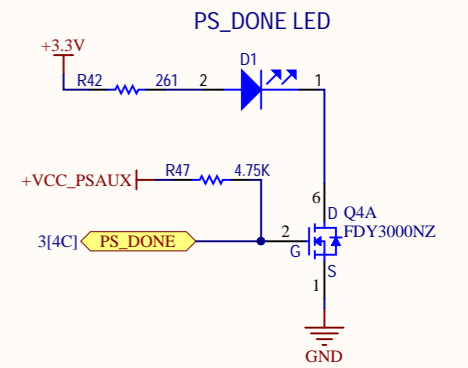 PS_DONE LED
+3.3V
D1
R42 261 2 1
R47 4.75K
+VCC_PSAUX
6
D Q4A
3[4C] PS_DONE 2 FDY3000NZ
G
S
1
GND